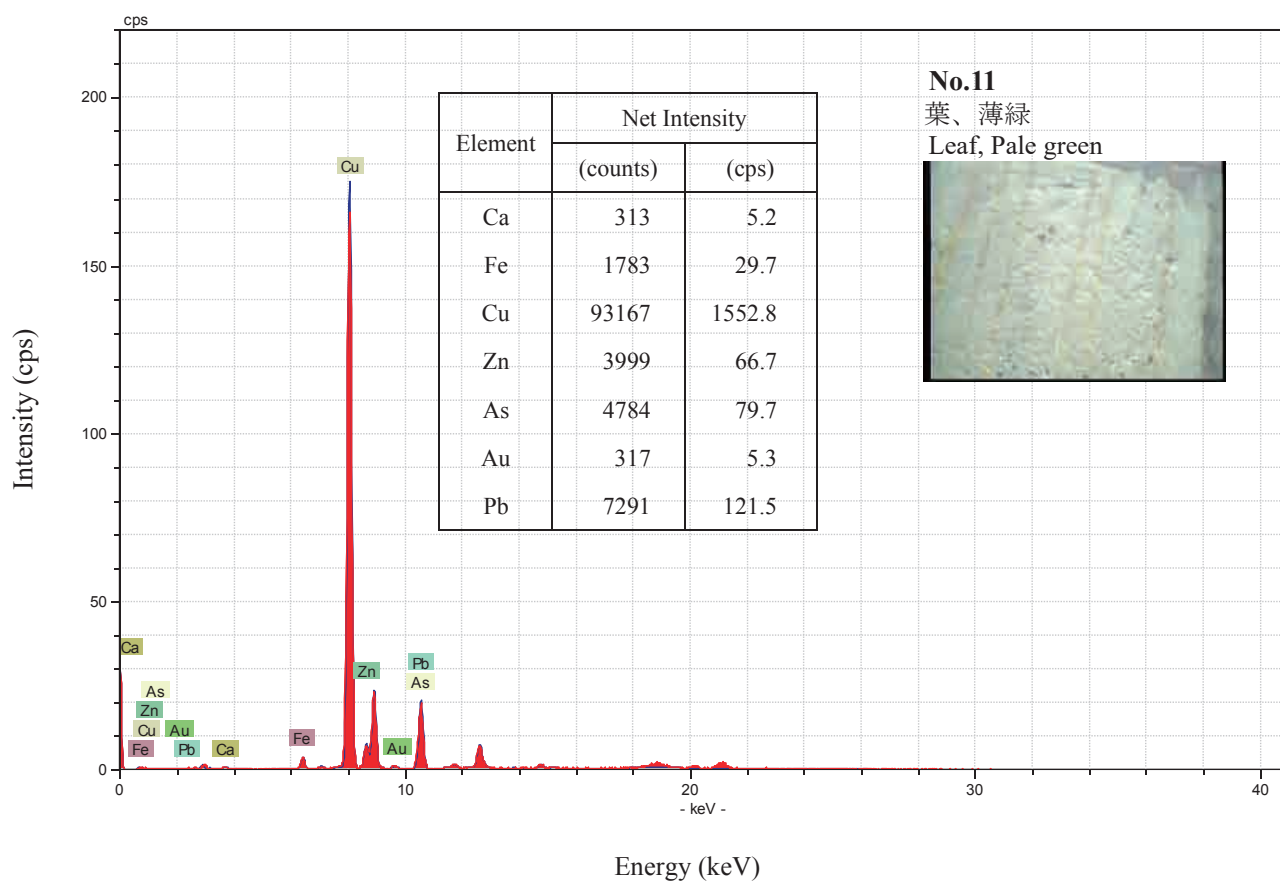 cps
200
150
100
50
0
Intensity (cps)
Cu
Ca
As
Zn
Cu
Au
Fe
Pb
Ca
Fe
Zn
Au
Pb
As
0 10 20 30 40
- keV -
Energy (keV)
Element Net Intensity
(counts) (cps)
Ca 313 5.2
Fe 1783 29.7
Cu 93167 1552.8
Zn 3999 66.7
As 4784 79.7
Au 317 5.3
Pb 7291 121.5
No.11
葉、薄緑
Leaf, Pale green